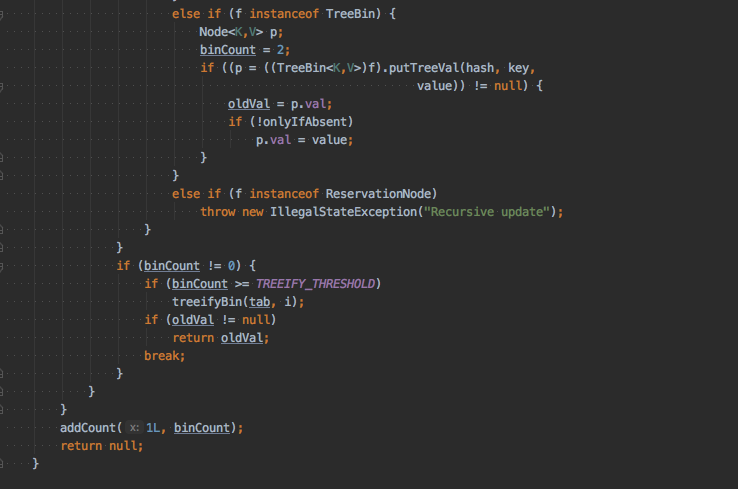 else if (f instanceof TreeBin) {
Node<K,V> p;
binCount = 2;
if ((p = ((TreeBin<K,V>)f).putTreeVal(hash, key,
value)) != null) {
oldVal = p.val;
if (!onlyIfAbsent)
p.val = value;
}
}
else if (f instanceof ReservationNode)
throw new IllegalStateException("Recursive update");
}
}
if (binCount != 0) {
if (binCount >= TREEIFY_THRESHOLD)
treeifyBin(tab, i);
if (oldVal != null)
return oldVal;
break;
}
}
}
addCount( x: 1L, binCount);
return null;
}